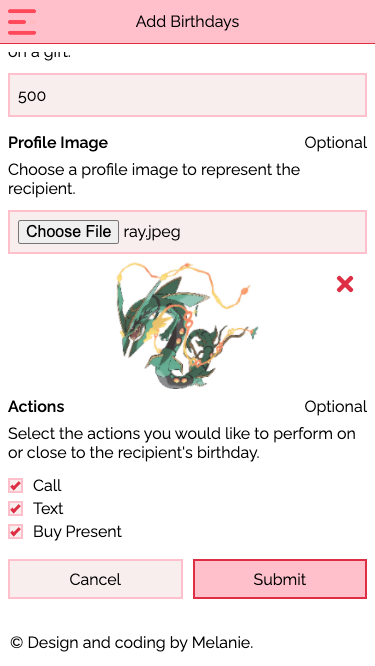 Add Birthdays
on a gift.
500
Profile Image Optional
Choose a profile image to represent the
recipient.
Choose File ray.jpeg
Actions Optional
Select the actions you would like to perform on
or close to the recipient's birthday.
Call
Text
Buy Present
Cancel Submit
© Design and coding by Melanie.